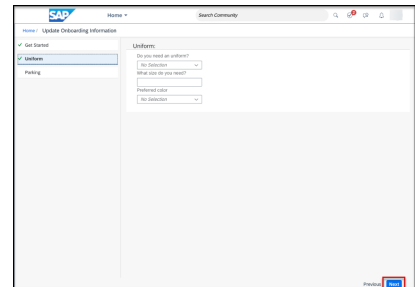 SAP Home Search Community
Home / Update Onboarding Information
Get Started
Uniform
Parking
Uniform:
Do you need an uniform?
No Selection
What size do you need?
Preferred color
No Selection
Previous Next